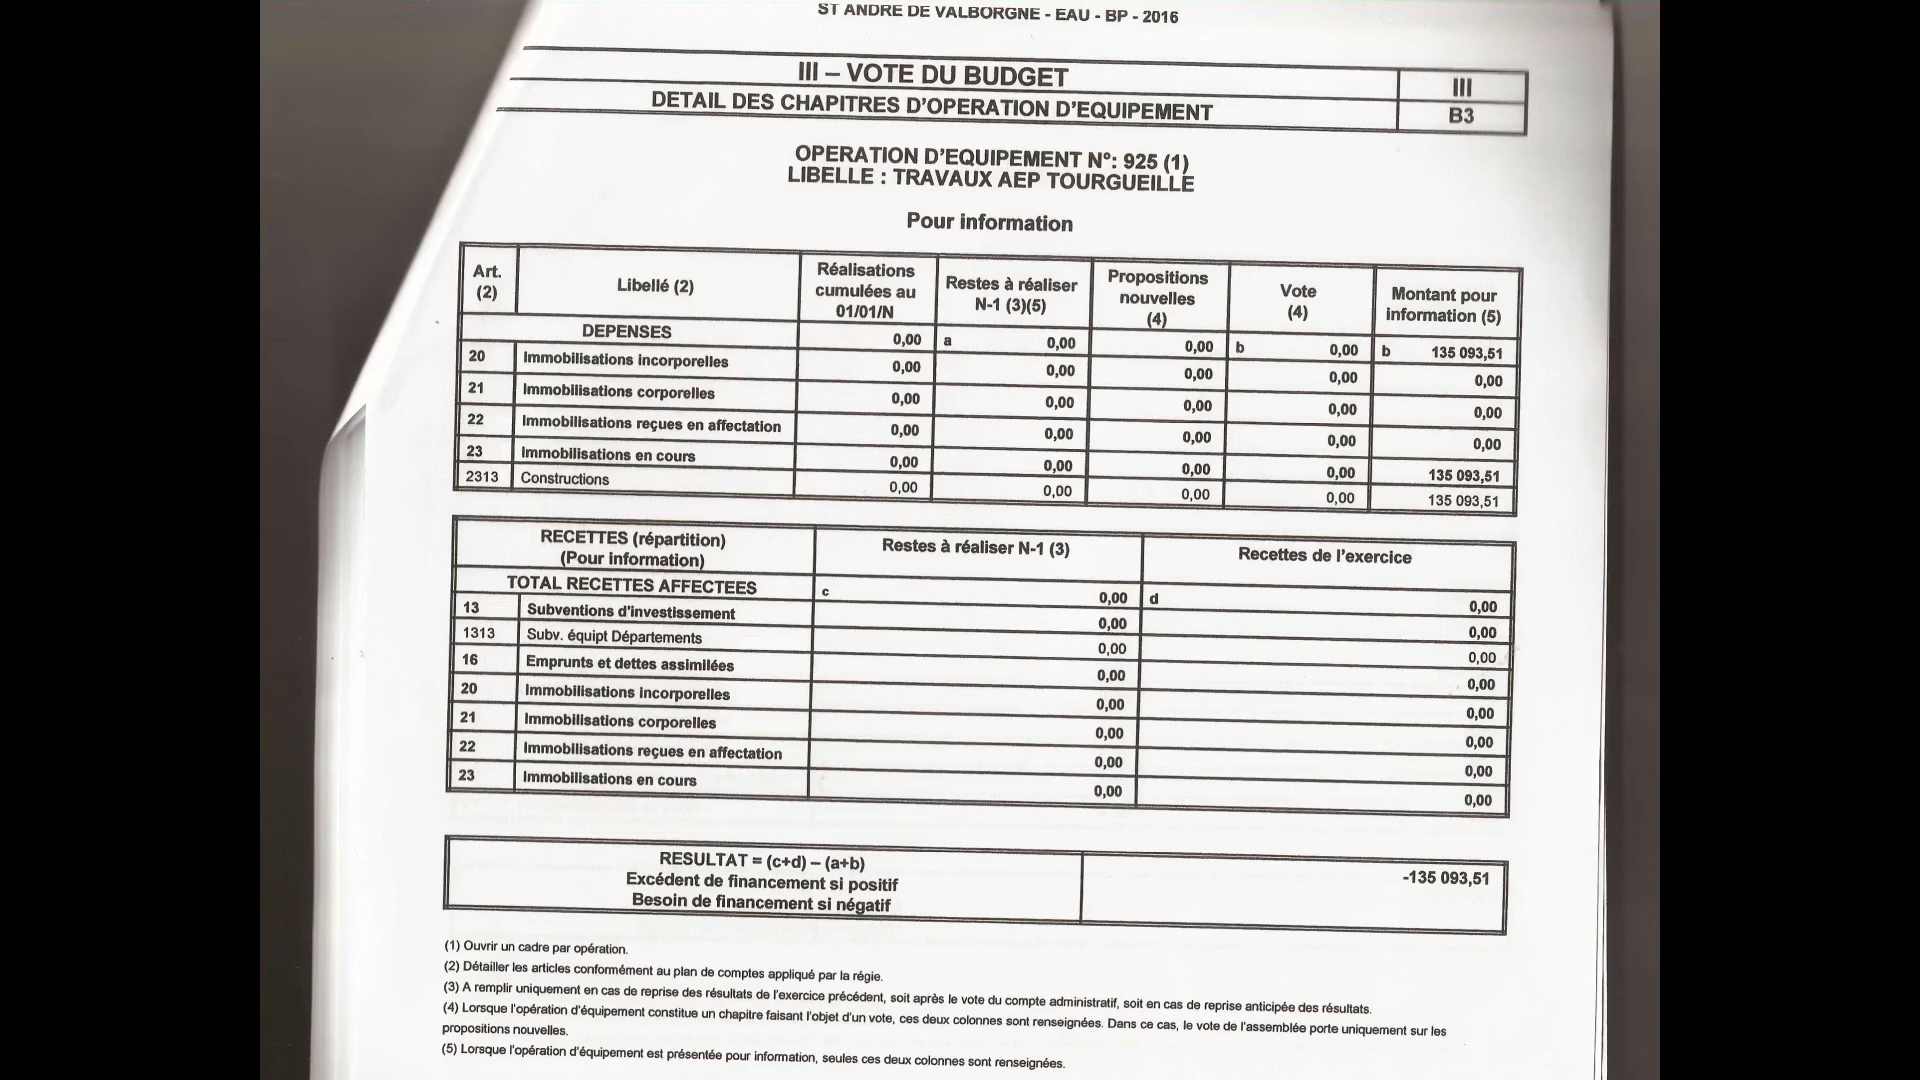 ST ANDRE DE VALBORGNE - EAU - BP - 2016
III – VOTE DU BUDGET III
DETAIL DES CHAPITRES D'OPERATION D'EQUIPEMENT B3
OPERATION D'EQUIPEMENT N°: 925 (1)
LIBELLE : TRAVAUX AEP TOURGUEILLE
Pour information
Art. (2) Libellé (2) Réalisations cumulées au 01/01/N Restes à réaliser N-1 (3)(5) Propositions nouvelles (4) Vote (4) Montant pour information (5)
DEPENSES 0,00 a 0,00 0,00 b 0,00 b 135 093,51
20 Immobilisations incorporelles 0,00 0,00 0,00 0,00 0,00
21 Immobilisations corporelles 0,00 0,00 0,00 0,00 0,00
22 Immobilisations reçues en affectation 0,00 0,00 0,00 0,00 0,00
23 Immobilisations en cours 0,00 0,00 0,00 0,00 135 093,51
2313 Constructions 0,00 0,00 0,00 0,00 135 093,51
RECETTES (répartition) (Pour information) Restes à réaliser N-1 (3) Recettes de l'exercice
TOTAL RECETTES AFFECTEES c 0,00 d 0,00
13 Subventions d'investissement 0,00 0,00
1313 Subv. équipt Départements 0,00 0,00
16 Emprunts et dettes assimilées 0,00 0,00
20 Immobilisations incorporelles 0,00 0,00
21 Immobilisations corporelles 0,00 0,00
22 Immobilisations reçues en affectation 0,00 0,00
23 Immobilisations en cours 0,00 0,00
RESULTAT = (c+d) – (a+b) -135 093,51
Excédent de financement si positif
Besoin de financement si négatif
(1) Ouvrir un cadre par opération.
(2) Détailler les articles conformément au plan de comptes appliqué par la régie.
(3) A remplir uniquement en cas de reprise des résultats de l'exercice précédent, soit après le vote du compte administratif, soit en cas de reprise anticipée des résultats.
(4) Lorsque l'opération d'équipement constitue un chapitre faisant l'objet d'un vote, ces deux colonnes sont renseignées. Dans ce cas, le vote de l'assemblée porte uniquement sur les
propositions nouvelles.
(5) Lorsque l'opération d'équipement est présentée pour information, seules ces deux colonnes sont renseignées.